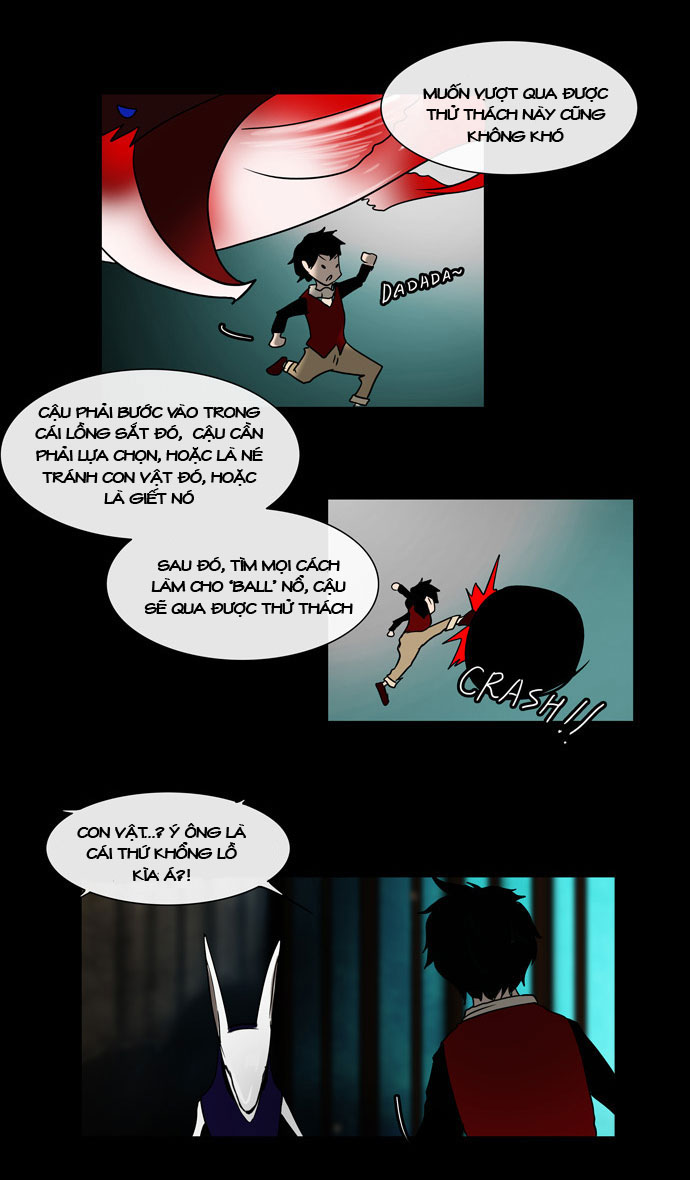 MUỐN VƯỢT QUA ĐƯỢC
THỬ THÁCH NÀY CŨNG
KHÔNG KHÓ
DADADA~
CẬU PHẢI BƯỚC VÀO TRONG
CÁI LỒNG SẮT ĐÓ, CẬU CẦN
PHẢI LỰA CHỌN, HOẶC LÀ NÉ
TRÁNH CON VẬT ĐÓ, HOẶC
LÀ GIẾT NÓ
SAU ĐÓ, TÌM MỌI CÁCH
LÀM CHO ‘BALL’ NỔ, CẬU
SẼ QUA ĐƯỢC THỬ THÁCH
CRASH!!
CON VẬT...? Ý ÔNG LÀ
CÁI THỨ KHỔNG LỒ
KÌA Á?!